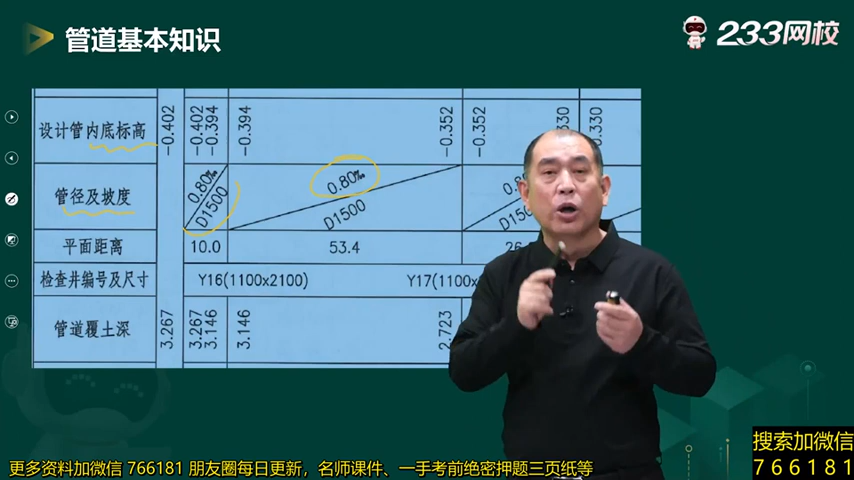 管道基本知识
233网校
设计管内底标高
-0.402
-0.402
-0.394
-0.394
-0.352
-0.352
管径及坡度
0.80‰
D1500
0.80‰
D1500
平面距离
10.0
53.4
检查井编号及尺寸
Y16(1100x2100)
Y17(1100x
管道覆土深
3.267
3.267
3.146
3.146
2.723
搜索加微信
766181
更多资料加微信 766181 朋友圈每日更新，名师课件、一手考前绝密押题三页纸等